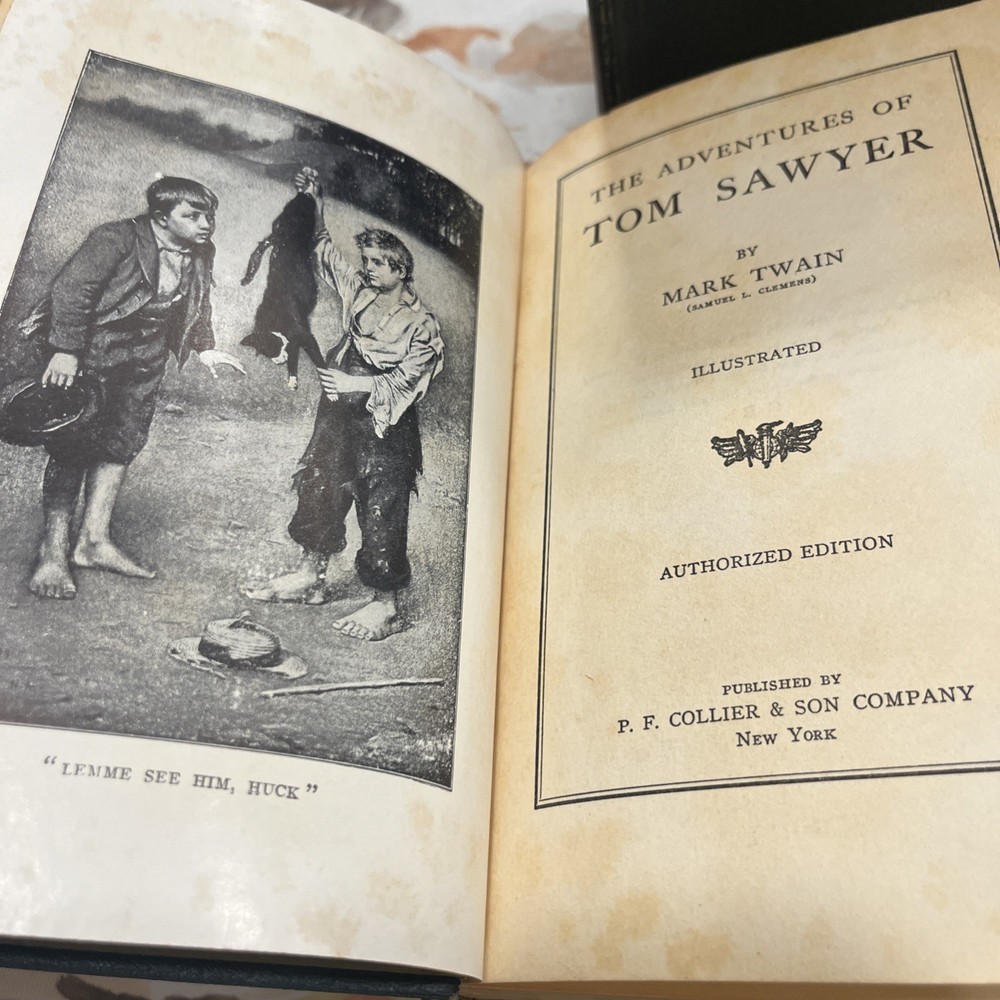 "LEMME SEE HIM, HUCK"
THE ADVENTURES OF
TOM SAWYER
BY
MARK TWAIN
(SAMUEL L. CLEMENS)
ILLUSTRATED
AUTHORIZED EDITION
PUBLISHED BY
P. F. COLLIER & SON COMPANY
NEW YORK